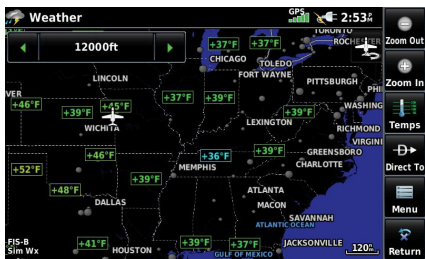 Weather
GPS
2:53PM
12000ft
Zoom Out
Zoom In
Temps
Direct To
Menu
Return
TORONTO
ROCHESTER
+37°F
+37°F
CHICAGO
TOLEDO
FORT WAYNE
LINCOLN
PITTSBURGH
PHI
VER
+46°F
+39°F
+45°F
+37°F
+39°F
+39°F
WASHING
WICHITA
LEXINGTON
RICHMOND
VIRGINI
+46°F
+36°F
+39°F
GREENSBORO
+52°F
MEMPHIS
CHARLOTTE
+39°F
+48°F
ATLANTA
DALLAS
MACON
SAVANNAH
ATLANTIC OCEAN
FIS-B
Sim Wx
+41°F
HOUSTON
+39°F
+37°F
JACKSONVILLE
GULF OF MEXICO